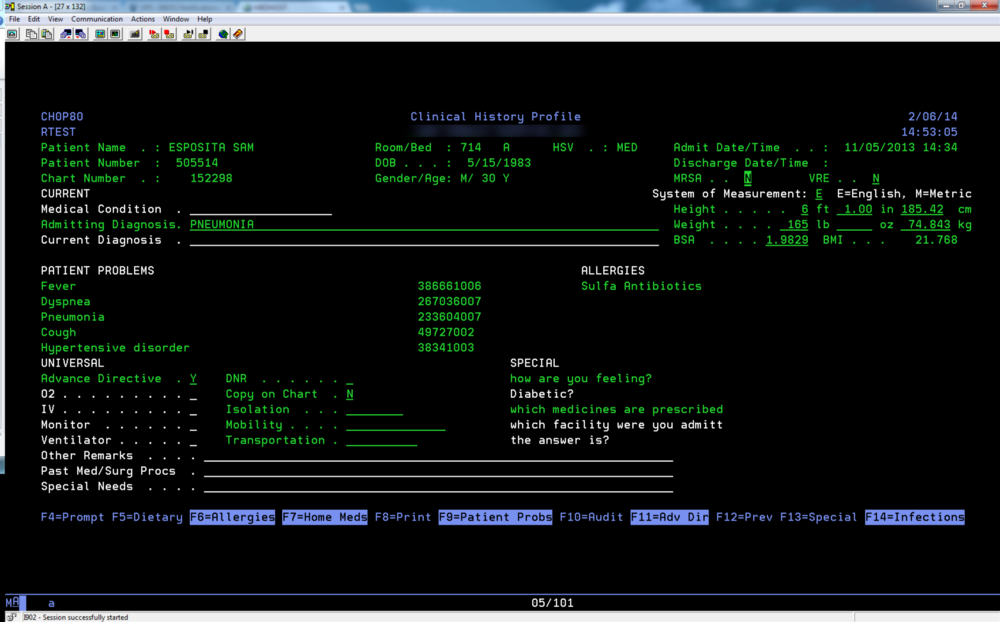 Session A - [27 x 132]
File Edit View Communication Actions Window Help
CHOP80 Clinical History Profile 2/06/14
RTEST 14:53:05
Patient Name . : ESPOSITA SAM Room/Bed : 714 A HSV . : MED Admit Date/Time . . : 11/05/2013 14:34
Patient Number : 505514 DOB . . . : 5/15/1983 Discharge Date/Time :
Chart Number . : 152298 Gender/Age: M/ 30 Y MRSA . . N VRE . . N
CURRENT System of Measurement: E E=English, M=Metric
Medical Condition . Height . . . . . 6 ft 1.00 in 185.42 cm
Admitting Diagnosis. PNEUMONIA Weight . . . . 165 lb oz 74.843 kg
Current Diagnosis . BSA . . . . 1.9829 BMI . . . 21.768
PATIENT PROBLEMS ALLERGIES
Fever 386661006 Sulfa Antibiotics
Dyspnea 267036007
Pneumonia 233604007
Cough 49727002
Hypertensive disorder 38341003
UNIVERSAL SPECIAL
Advance Directive . Y DNR . . . . . . _ how are you feeling?
O2 . . . . . . . . . _ Copy on Chart . . N Diabetic?
IV . . . . . . . . . _ Isolation . . . which medicines are prescribed
Monitor . . . . . . _ Mobility . . . . which facility were you admitt
Ventilator . . . . . _ Transportation . the answer is?
Other Remarks . . . .
Past Med/Surg Procs .
Special Needs . . . .
F4=Prompt F5=Dietary F6=Allergies F7=Home Meds F8=Print F9=Patient Probs F10=Audit F11=Adv Dir F12=Prev F13=Special F14=Infections
MA a 05/101
I902 - Session successfully started